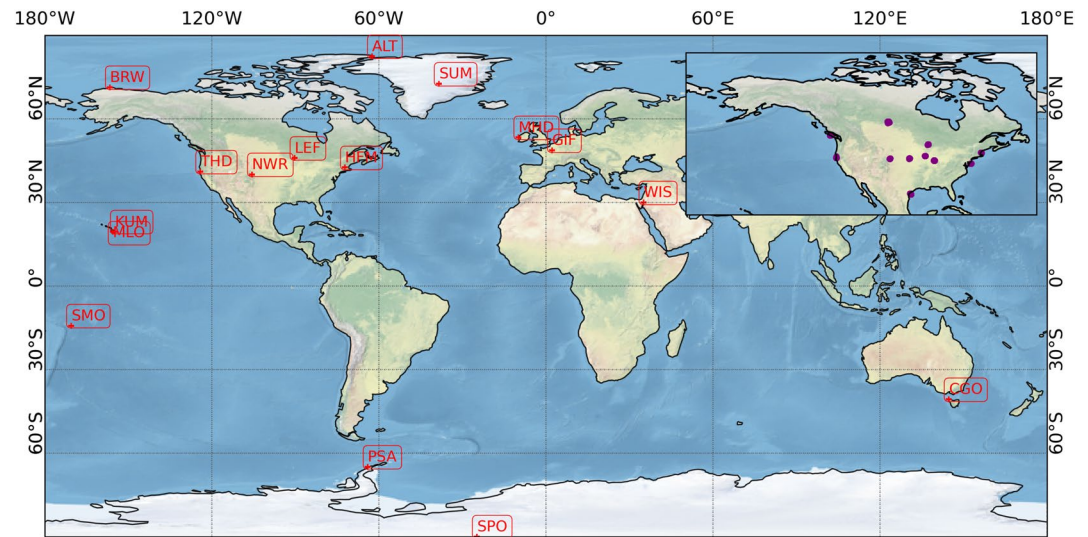 180°W 120°W 60°W 0° 60°E 120°E 180°E
ALT
BRW
SUM
60°N
60°N
MHD
GIF
LEF
HFM
THD
NWR
30°N
WIS
30°N
KUM
MLO
0°
0°
SMO
30°S
30°S
CGO
60°S
PSA
60°S
SPO